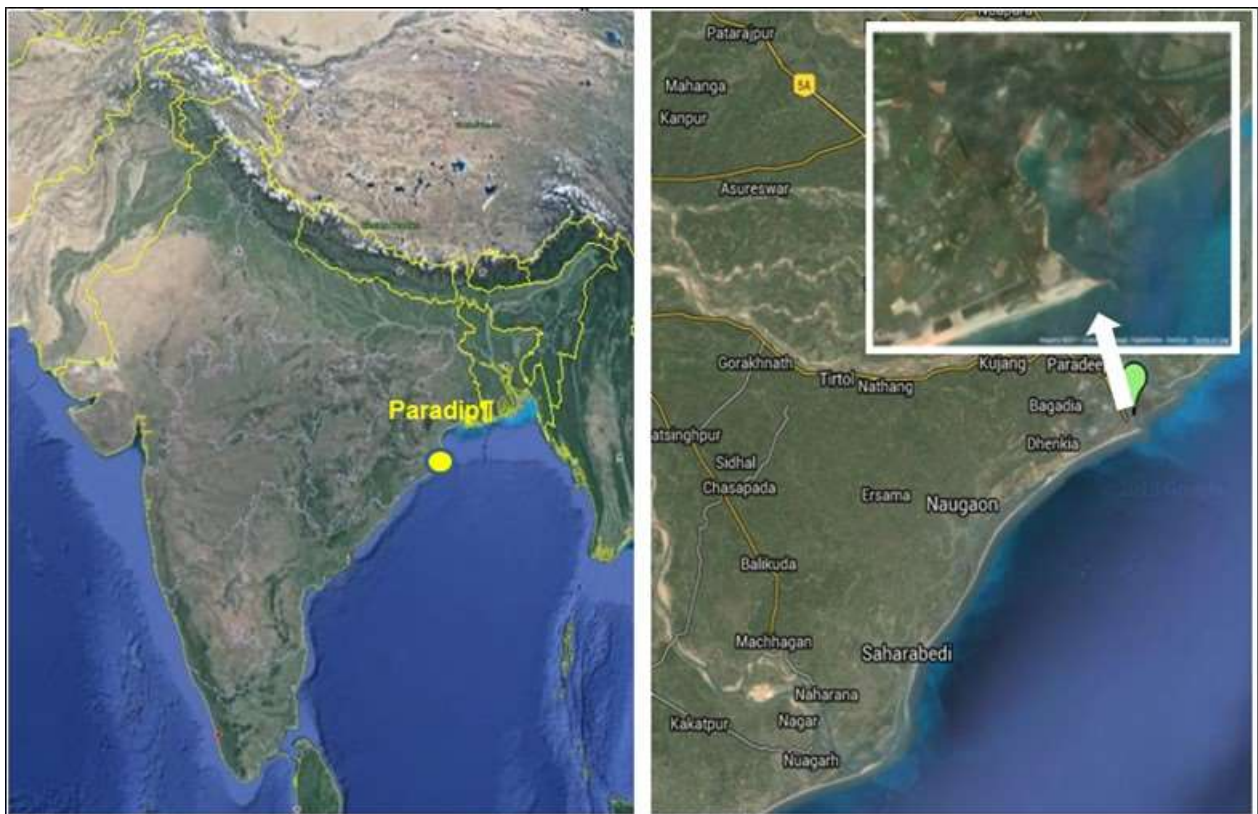 Paradip¶
Patarajpur
5A
Mahanga
Kanpur
Asureswar
Gorakhnath
Tirtol
Nathang
Kujang
Paradee
Bagadia
atsinghpur
Dhenkia
Sidhal
Chasapada
Ersama
Naugaon
Balikuda
Machhagan
Saharabedi
Naharana
Kakatpur
Nagar
Nuagarh